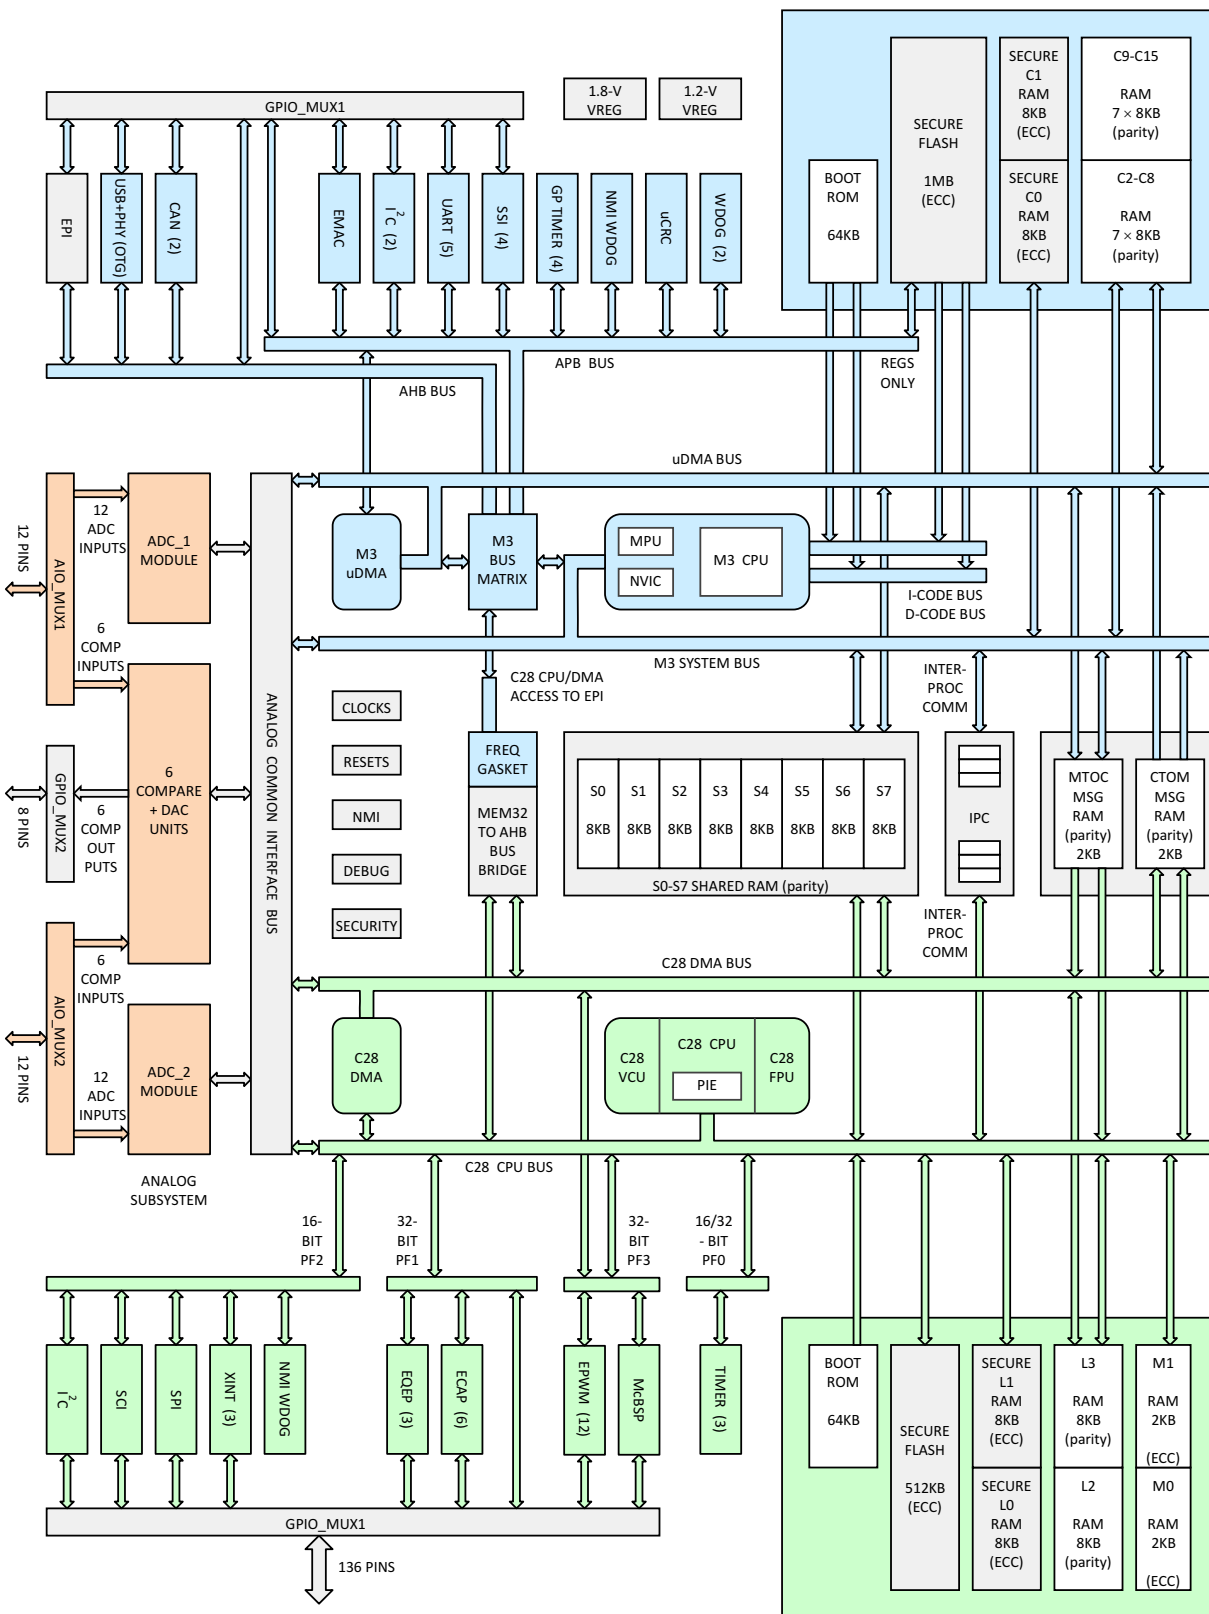 GPIO_MUX1
1.8-V
VREG
1.2-V
VREG
EPI
USB+PHY (OTG)
CAN (2)
EMAC
I²C (2)
UART (5)
SSI (4)
GP TIMER (4)
NMI WDOG
uCRC
WDOG (2)
BOOT
ROM
64KB
SECURE
FLASH
1MB
(ECC)
SECURE
C1
RAM
8KB
(ECC)
SECURE
C0
RAM
8KB
(ECC)
C9-C15
RAM
7 × 8KB
(parity)
C2-C8
RAM
7 × 8KB
(parity)
APB BUS
REGS
ONLY
AHB BUS
uDMA BUS
12 PINS
AIO_MUX1
12
ADC
INPUTS
ADC_1
MODULE
6
COMP
INPUTS
M3
uDMA
M3
BUS
MATRIX
MPU
NVIC
M3 CPU
I-CODE BUS
D-CODE BUS
M3 SYSTEM BUS
C28 CPU/DMA
ACCESS TO EPI
INTER-
PROC
COMM
ANALOG COMMON INTERFACE BUS
CLOCKS
RESETS
NMI
DEBUG
SECURITY
FREQ
GASKET
MEM32
TO AHB
BUS
BRIDGE
S0
8KB
S1
8KB
S2
8KB
S3
8KB
S4
8KB
S5
8KB
S6
8KB
S7
8KB
S0-S7 SHARED RAM (parity)
IPC
MTOC
MSG
RAM
(parity)
2KB
CTOM
MSG
RAM
(parity)
2KB
8 PINS
GPIO_MUX2
6
COMP
OUT
PUTS
6
COMPARE
+ DAC
UNITS
INTER-
PROC
COMM
C28 DMA BUS
6
COMP
INPUTS
AIO_MUX2
12 PINS
12
ADC
INPUTS
ADC_2
MODULE
C28
DMA
C28
VCU
C28 CPU
PIE
C28
FPU
C28 CPU BUS
ANALOG
SUBSYSTEM
16-
BIT
PF2
32-
BIT
PF1
32-
BIT
PF3
16/32
- BIT
PF0
I²C
SCI
SPI
XINT (3)
NMI WDOG
EQEP (3)
ECAP (6)
EPWM (12)
McBSP
TIMER (3)
BOOT
ROM
64KB
SECURE
FLASH
512KB
(ECC)
SECURE
L1
RAM
8KB
(ECC)
SECURE
L0
RAM
8KB
(ECC)
L3
RAM
8KB
(parity)
L2
RAM
8KB
(parity)
M1
RAM
2KB
(ECC)
M0
RAM
2KB
(ECC)
GPIO_MUX1
136 PINS